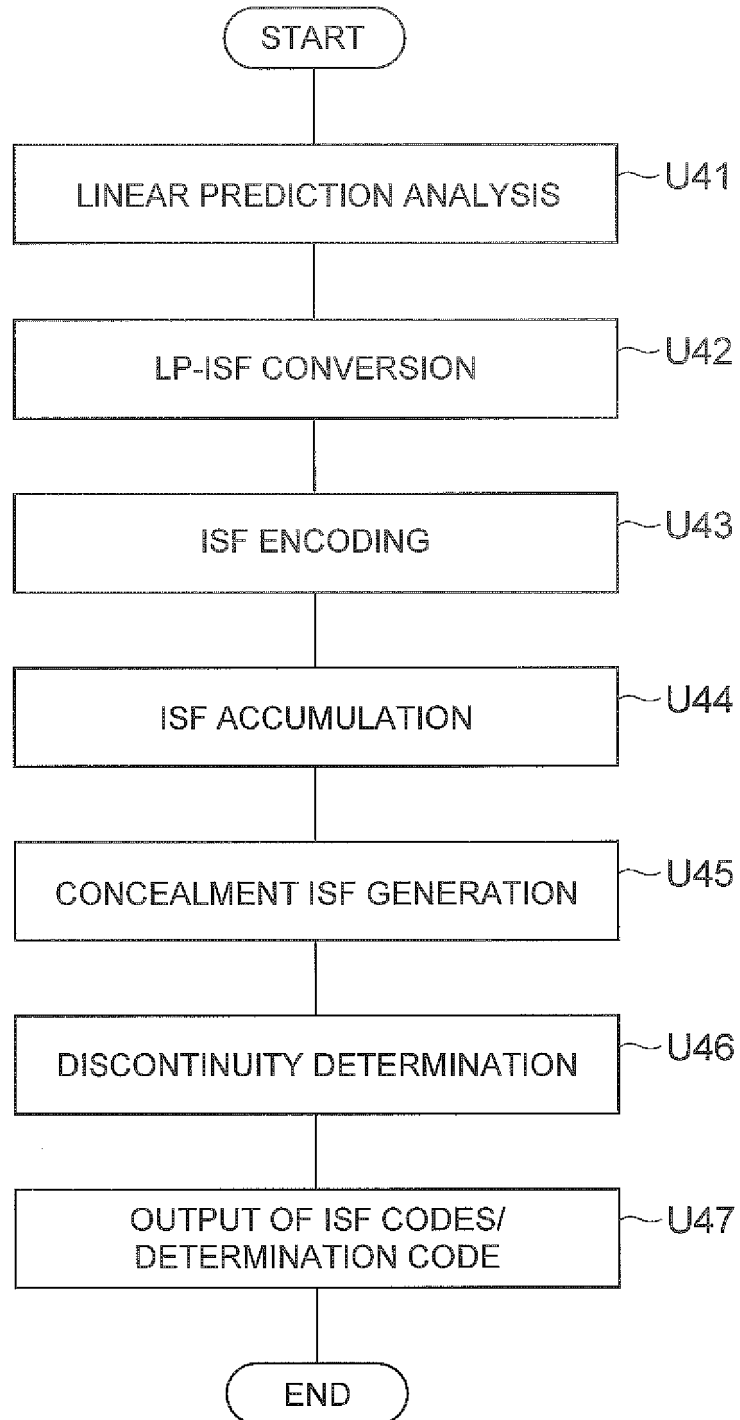 START
LINEAR PREDICTION ANALYSIS
U41
LP-ISF CONVERSION
U42
ISF ENCODING
U43
ISF ACCUMULATION
U44
CONCEALMENT ISF GENERATION
U45
DISCONTINUITY DETERMINATION
U46
OUTPUT OF ISF CODES/
DETERMINATION CODE
U47
END